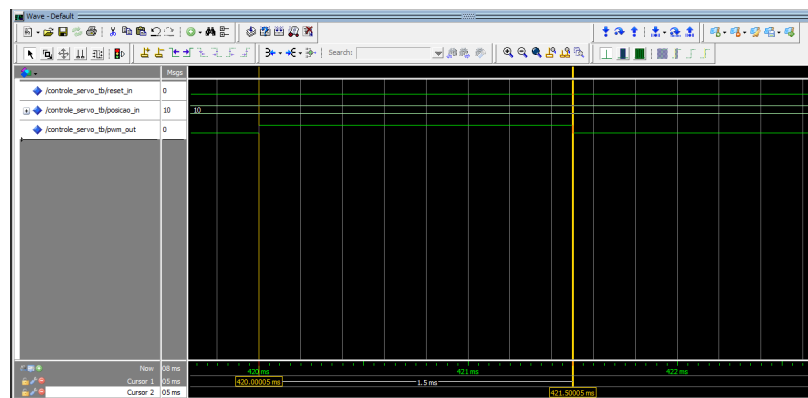 Wave - Default
Search:
Msgs
/controle_servo_tb/reset_in 0
/controle_servo_tb/posicao_in 10 10
/controle_servo_tb/pwm_out 0
Now 08 ms 420 ms 421 ms 422 ms
Cursor 1 05 ms 420.00005 ms 1.5 ms
Cursor 2 05 ms 421.50005 ms